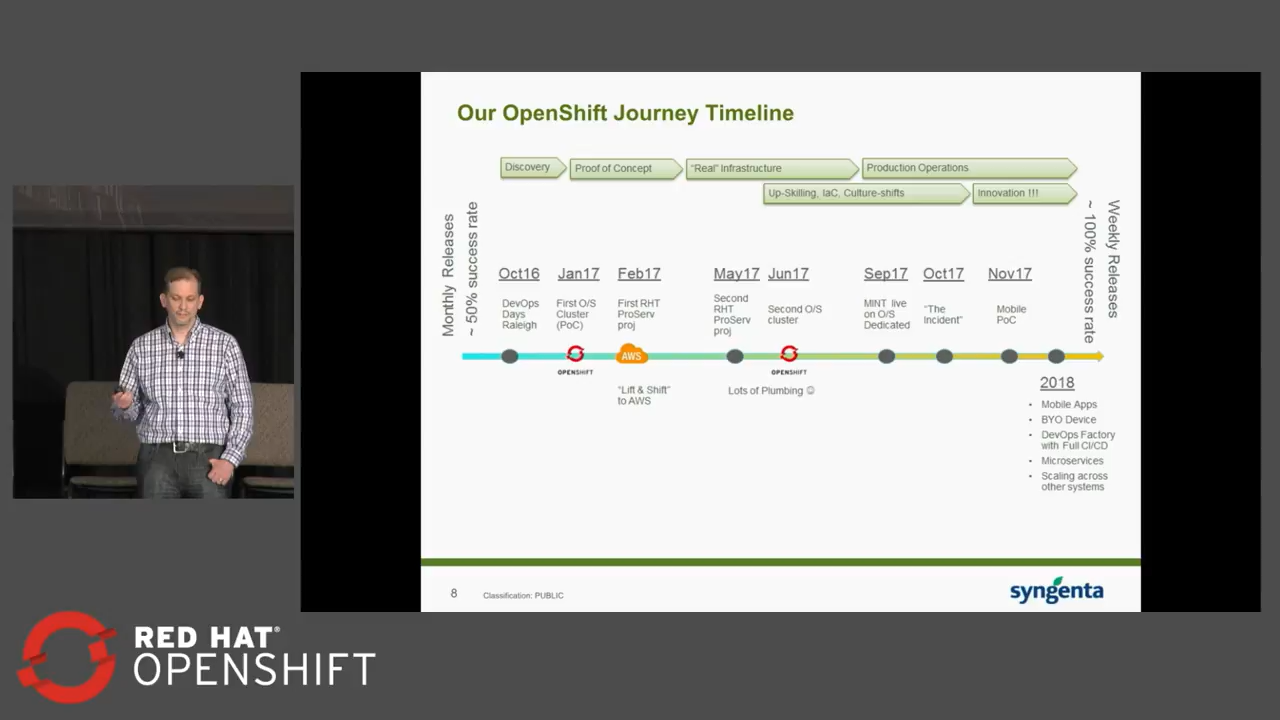 Our OpenShift Journey Timeline
Discovery
Proof of Concept
"Real" Infrastructure
Production Operations
Up-Skilling, IaC, Culture-shifts
Innovation !!!
Monthly Releases
~ 50% success rate
Weekly Releases
~ 100% success rate
Oct16
DevOps
Days
Raleigh
Jan17
First O/S
Cluster
(PoC)
Feb17
First RHT
ProServ
proj
May17
Second
RHT
ProServ
proj
Jun17
Second O/S
cluster
Sep17
MINT live
on O/S
Dedicated
Oct17
"The
Incident"
Nov17
Mobile
PoC
OPENSHIFT
AWS
OPENSHIFT
"Lift & Shift"
to AWS
Lots of Plumbing ☺
2018
• Mobile Apps
• BYO Device
• DevOps Factory
with Full CI/CD
• Microservices
• Scaling across
other systems
8
Classification: PUBLIC
syngenta
RED HAT®
OPENSHIFT